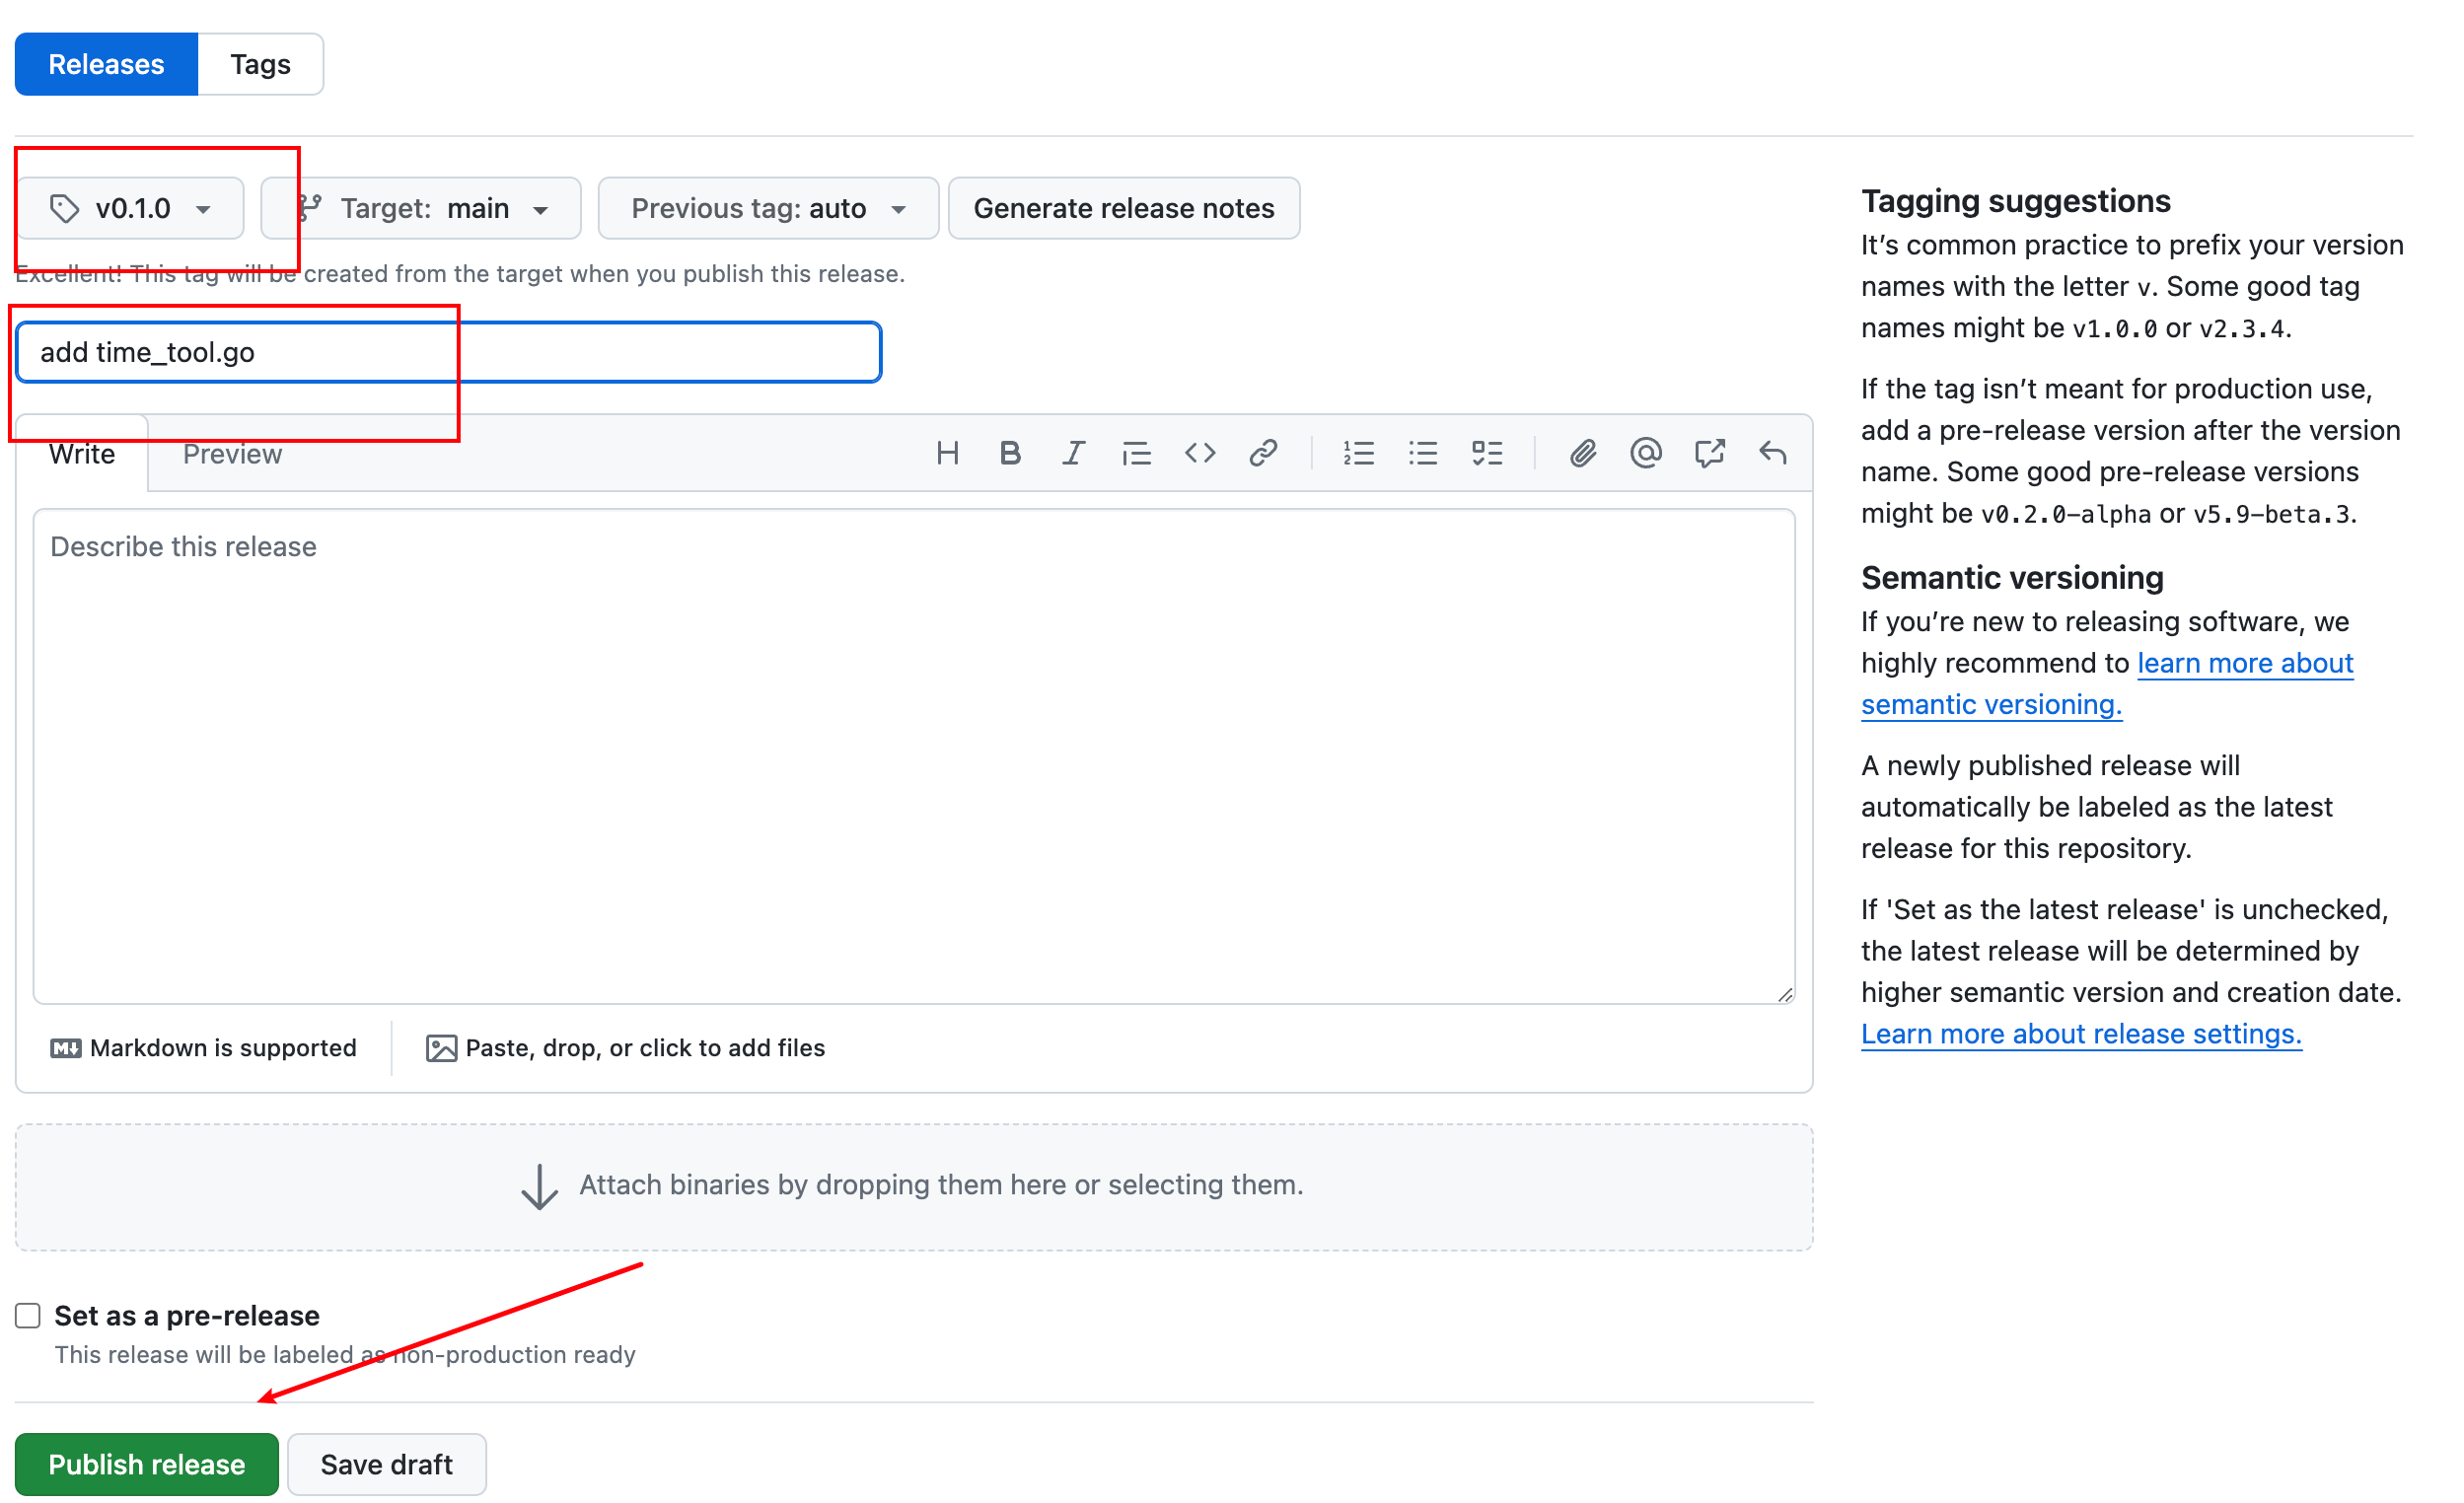 Releases Tags
v0.1.0 Target: main Previous tag: auto Generate release notes
Excellent! This tag will be created from the target when you publish this release.
add time_tool.go
Write Preview
Describe this release
Markdown is supported Paste, drop, or click to add files
Attach binaries by dropping them here or selecting them.
Set as a pre-release
This release will be labeled as non-production ready
Publish release Save draft
Tagging suggestions
It’s common practice to prefix your version
names with the letter v. Some good tag
names might be v1.0.0 or v2.3.4.
If the tag isn’t meant for production use,
add a pre-release version after the version
name. Some good pre-release versions
might be v0.2.0-alpha or v5.9-beta.3.
Semantic versioning
If you’re new to releasing software, we
highly recommend to learn more about
semantic versioning.
A newly published release will
automatically be labeled as the latest
release for this repository.
If 'Set as the latest release' is unchecked,
the latest release will be determined by
higher semantic version and creation date.
Learn more about release settings.